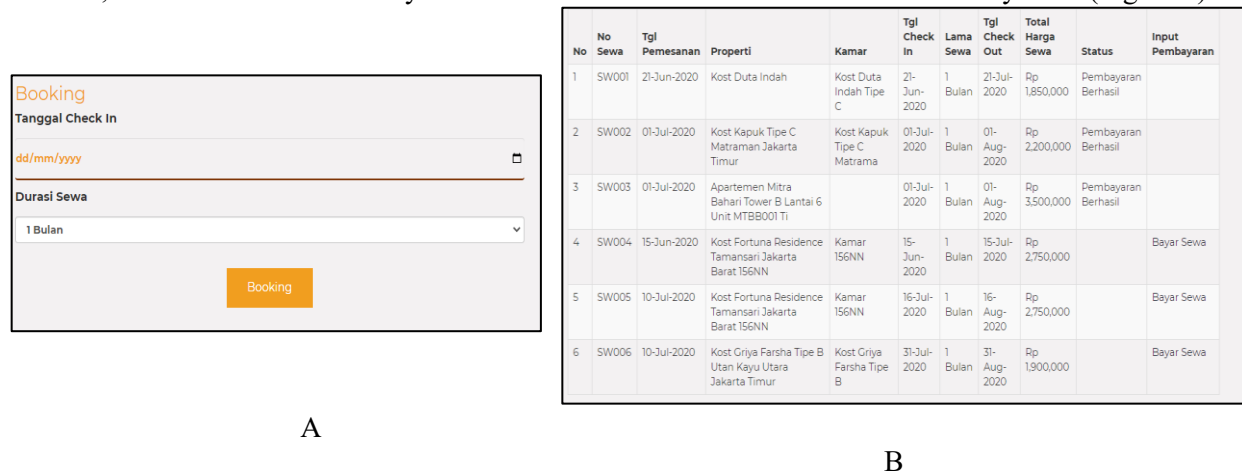 Booking
Tanggal Check In
dd/mm/yyyy
Durasi Sewa
1 Bulan
Booking
A
No No Sewa Tgl Pemesanan Properti Kamar Tgl Check In Lama Sewa Tgl Check Out Total Harga Sewa Status Input Pembayaran
1 SW001 21-Jun-2020 Kost Duta Indah Kost Duta Indah Tipe C 21-Jun-2020 1 Bulan 21-Jul-2020 Rp 1,850,000 Pembayaran Berhasil
2 SW002 01-Jul-2020 Kost Kapuk Tipe C Matraman Jakarta Timur Kost Kapuk Tipe C Matrama 01-Jul-2020 1 Bulan 01-Aug-2020 Rp 2,200,000 Pembayaran Berhasil
3 SW003 01-Jul-2020 Apartemen Mitra Bahari Tower B Lantai 6 Unit MTBB001 Ti 01-Jul-2020 1 Bulan 01-Aug-2020 Rp 3,500,000 Pembayaran Berhasil
4 SW004 15-Jun-2020 Kost Fortuna Residence Tamansari Jakarta Barat 156NN Kamar 156NN 15-Jun-2020 1 Bulan 15-Jul-2020 Rp 2,750,000 Bayar Sewa
5 SW005 10-Jul-2020 Kost Fortuna Residence Tamansari Jakarta Barat 156NN Kamar 156NN 16-Jul-2020 1 Bulan 16-Aug-2020 Rp 2,750,000 Bayar Sewa
6 SW006 10-Jul-2020 Kost Griya Farsha Tipe B Utan Kayu Utara Jakarta Timur Kost Griya Farsha Tipe B 31-Jul-2020 1 Bulan 31-Aug-2020 Rp 1,900,000 Bayar Sewa
B